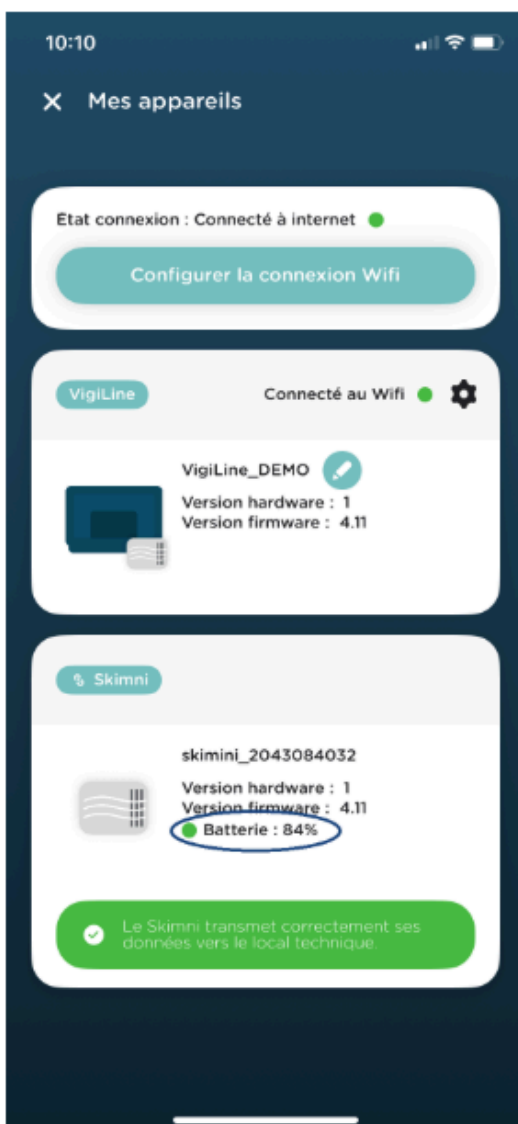 10:10
Mes appareils
État connexion : Connecté à internet
Configurer la connexion Wifi
VigiLine
Connecté au Wifi
VigiLine_DEMO
Version hardware : 1
Version firmware : 4.11
Skimni
skimini_2043084032
Version hardware : 1
Version firmware : 4.11
Batterie : 84%
Le Skimni transmet correctement ses
données vers le local technique.